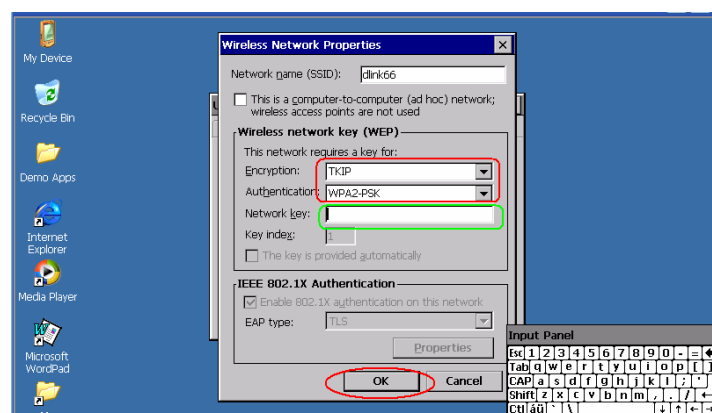 My Device
Recycle Bin
Demo Apps
Internet
Explorer
Media Player
Microsoft
WordPad
Wireless Network Properties
Network name (SSID): dlink66
This is a computer-to-computer (ad hoc) network;
wireless access points are not used
Wireless network key (WEP)
This network requires a key for:
Encryption: TKIP
Authentication: WPA2-PSK
Network key:
Key index: 1
The key is provided automatically
IEEE 802.1X Authentication
Enable 802.1X authentication on this network
EAP type: TLS
Properties
OK Cancel
Input Panel
Esc 1 2 3 4 5 6 7 8 9 0 - =
Tab q w e r t y u i o p [ ]
CAP a s d f g h j k l ; '
Shift z x c v b n m , . /
Ctl áü ` \